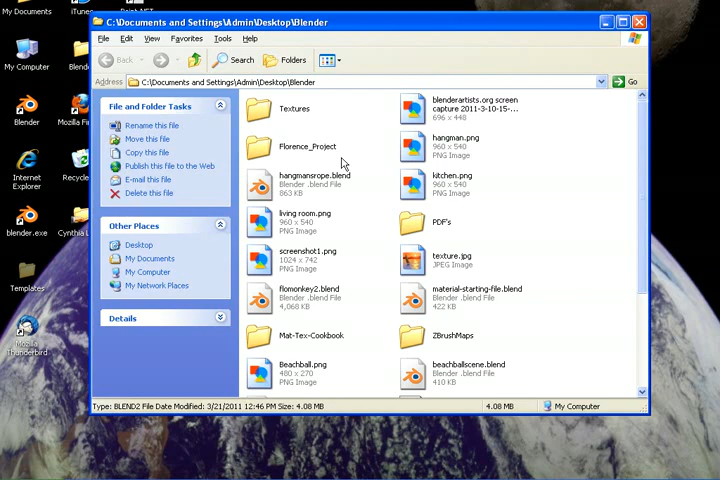 My Documents
iTunes
Paint.NET
C:\Documents and Settings\Admin\Desktop\Blender
File Edit View Favorites Tools Help
Back Search Folders
Address C:\Documents and Settings\Admin\Desktop\Blender Go
My Computer
Blender
Mozilla
Internet
Explorer
blender.exe
Templates
Mozilla
Thunderbird
File and Folder Tasks
Rename this file
Move this file
Copy this file
Publish this file to the Web
E-mail this file
Delete this file
Other Places
Desktop
My Documents
My Computer
My Network Places
Details
Textures
blenderartists.org screen
capture 2011-3-10-15...
696 x 448
Florence_Project
hangman.png
960 x 540
PNG Image
hangmansrope.blend
Blender .blend File
863 KB
kitchen.png
960 x 540
PNG Image
living room.png
960 x 540
PNG Image
PDF's
screenshot1.png
1024 x 742
PNG Image
texture.jpg
JPEG Image
flomonkey2.blend
Blender .blend File
4,068 KB
material-starting-file.blend
Blender .blend File
422 KB
Mat-Tex-Cookbook
ZBrushMaps
Beachball.png
480 x 270
PNG Image
beachballscene.blend
Blender .blend File
410 KB
Type: BLEND2 File Date Modified: 3/21/2011 12:46 PM Size: 4.08 MB 4.08 MB My Computer